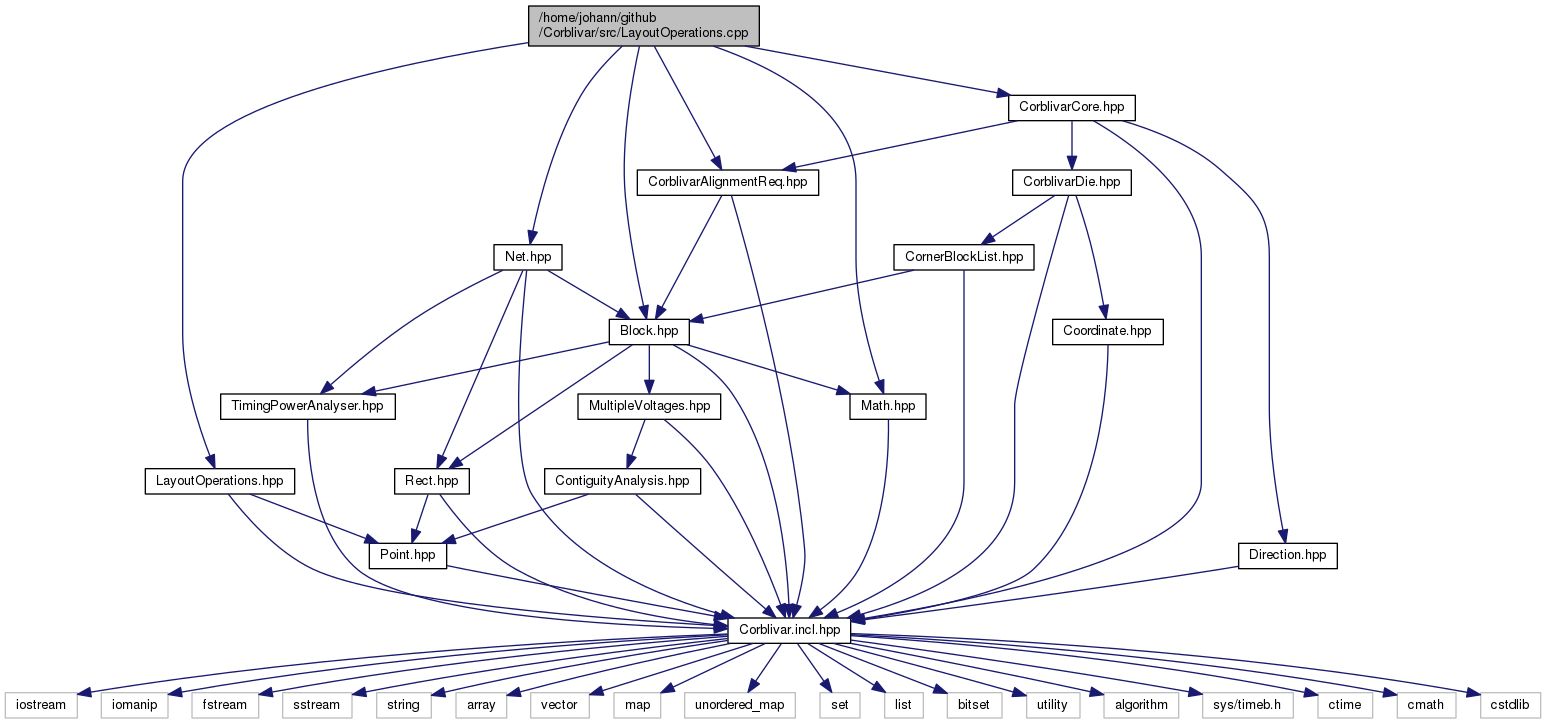 /home/johann/github
/Corblivar/src/LayoutOperations.cpp
CorblivarCore.hpp
CorblivarAlignmentReq.hpp
CorblivarDie.hpp
Net.hpp
CornerBlockList.hpp
Block.hpp
Coordinate.hpp
TimingPowerAnalyser.hpp
MultipleVoltages.hpp
Math.hpp
LayoutOperations.hpp
Rect.hpp
ContiguityAnalysis.hpp
Point.hpp
Direction.hpp
Corblivar.incl.hpp
iostream
iomanip
fstream
sstream
string
array
vector
map
unordered_map
set
list
bitset
utility
algorithm
sys/timeb.h
ctime
cmath
cstdlib